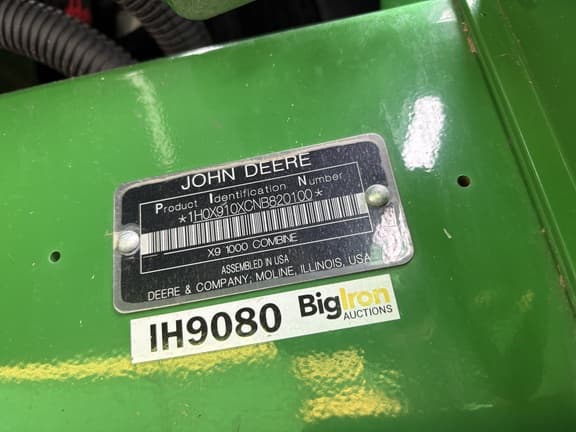 JOHN DEERE
Product Identification Number
*1H0X910XCNB820100*
X9 1000 COMBINE
ASSEMBLED IN USA
DEERE & COMPANY; MOLINE, ILLINOIS, USA
IH9080 BigIron
AUCTIONS